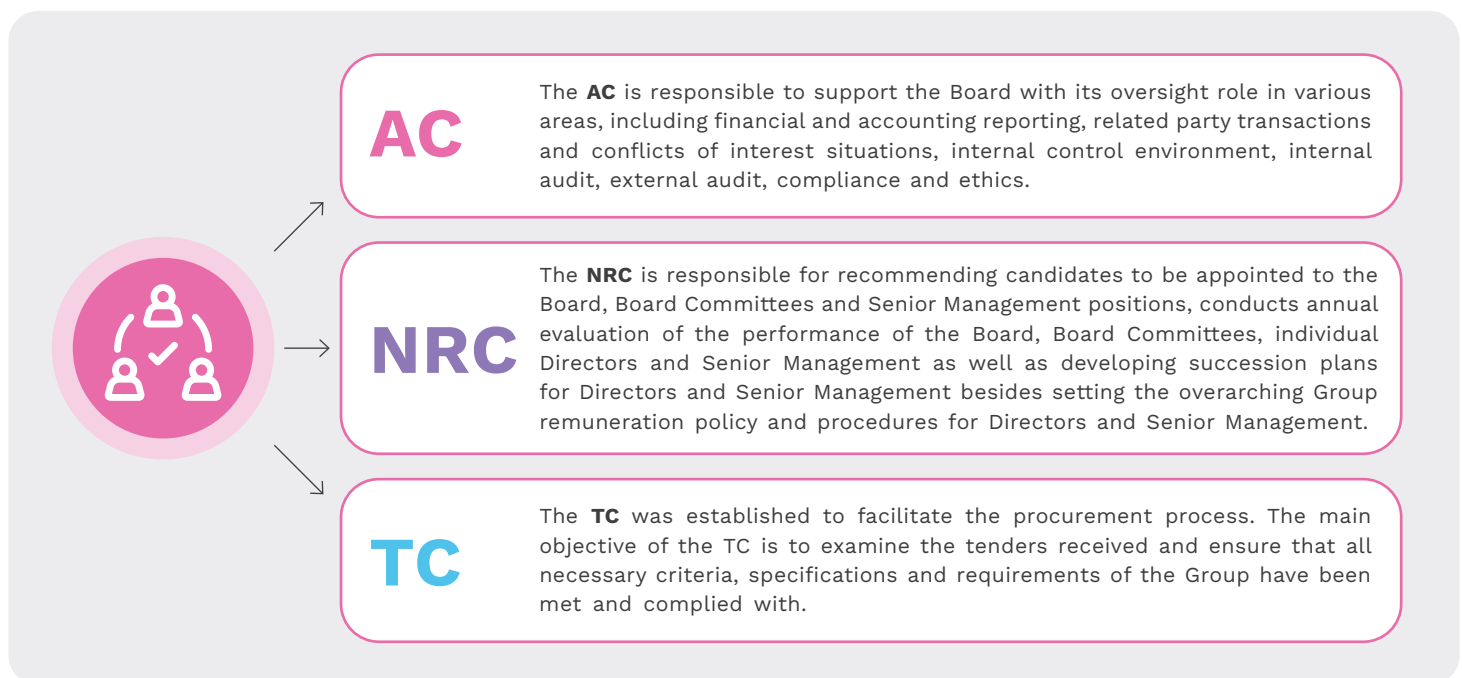 AC
The AC is responsible to support the Board with its oversight role in various
areas, including financial and accounting reporting, related party transactions
and conflicts of interest situations, internal control environment, internal
audit, external audit, compliance and ethics.
NRC
The NRC is responsible for recommending candidates to be appointed to the
Board, Board Committees and Senior Management positions, conducts annual
evaluation of the performance of the Board, Board Committees, individual
Directors and Senior Management as well as developing succession plans
for Directors and Senior Management besides setting the overarching Group
remuneration policy and procedures for Directors and Senior Management.
TC
The TC was established to facilitate the procurement process. The main
objective of the TC is to examine the tenders received and ensure that all
necessary criteria, specifications and requirements of the Group have been
met and complied with.